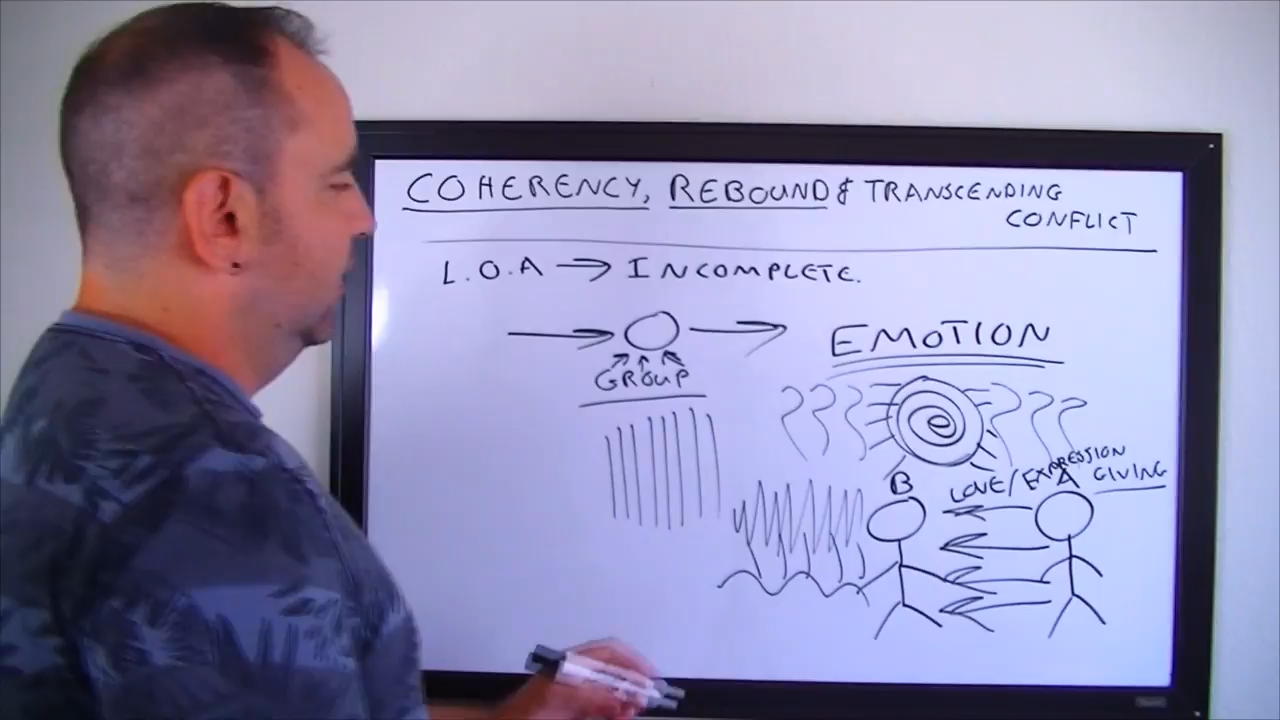 COHERENCY, REBOUND & TRANSCENDING
CONFLICT
L.O.A → INCOMPLETE.
EMOTION
GROUP
B
A
LOVE/EXPRESSION
GIVING